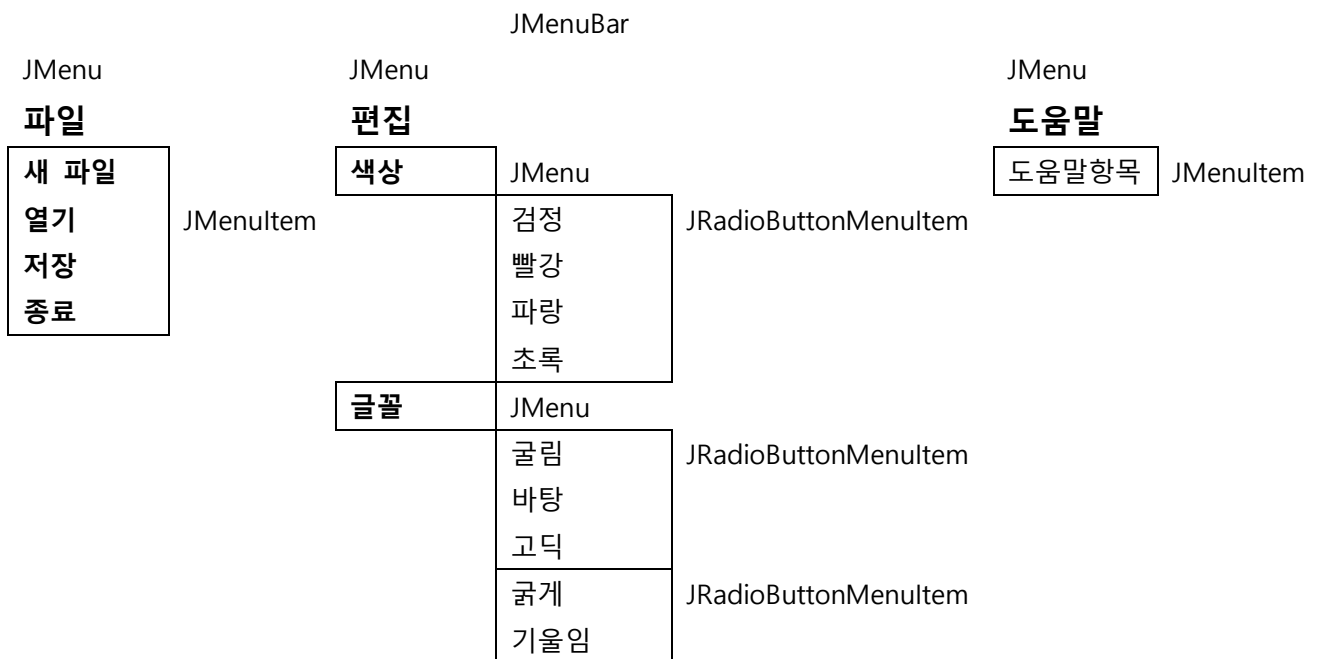 JMenuBar
JMenu JMenu JMenu
파일 편집 도움말
새 파일 색상 JMenu 도움말항목 JMenuItem
열기 JMenuItem 검정 JRadioButtonMenuItem
저장 빨강
종료 파랑
초록
글꼴 JMenu
굴림 JRadioButtonMenuItem
바탕
고딕
굵게 JRadioButtonMenuItem
기울임